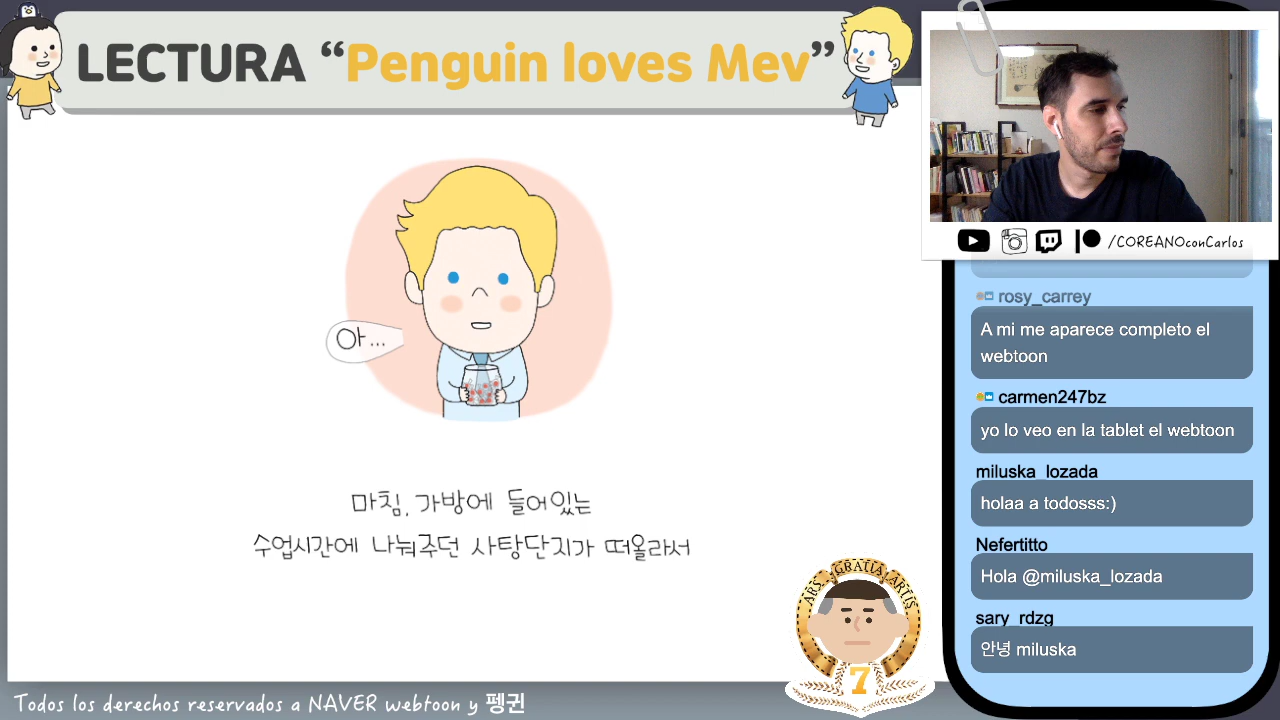 LECTURA “Penguin loves Mev”
아...
마침, 가방에 들어있는
수업시간에 나눠주던 사탕단지가 떠올라서
ARS GRATIA ARTIS
7
Todos los derechos reservados a NAVER webtoon y 펭귄
/COREANOconCarlos
rosy_carrey
A mi me aparece completo el
webtoon
carmen247bz
yo lo veo en la tablet el webtoon
miluska_lozada
holaa a todosss:)
Nefertitto
Hola @miluska_lozada
sary_rdzg
안녕 miluska